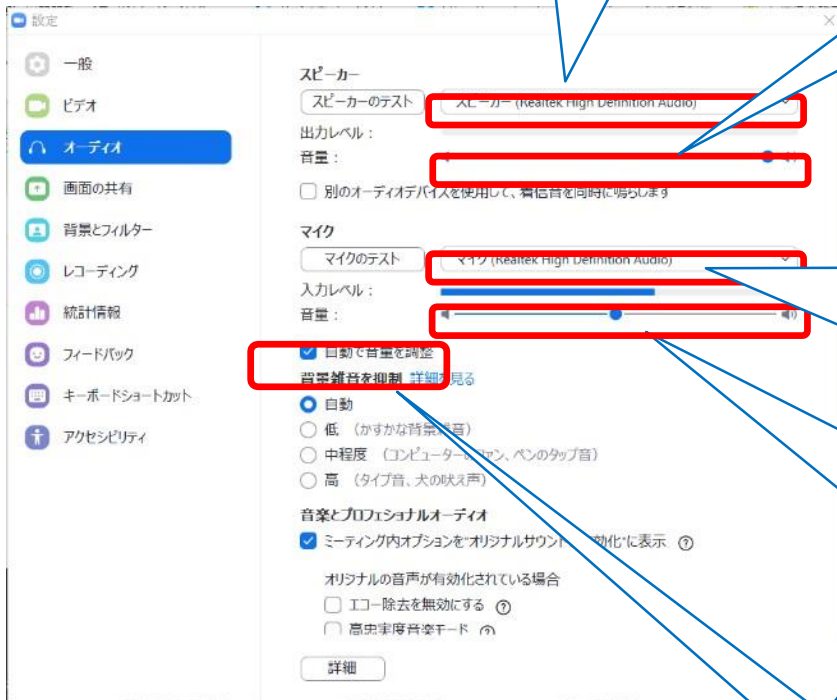 設定
一般
ビデオ
オーディオ
画面の共有
背景とフィルター
レコーディング
統計情報
フィードバック
キーボードショートカット
アクセシビリティ
スピーカー
スピーカーのテスト
スピーカー (Realtek High Definition Audio)
出力レベル：
音量：
別のオーディオデバイスを使用して、着信音を同時に鳴らします
マイク
マイクのテスト
マイク (Realtek High Definition Audio)
入力レベル：
音量：
自動で音量を調整
背景雑音を抑制 詳細を見る
自動
低 （かすかな背景雑音）
中程度 （コンピューターのファン、ペンのタップ音）
高 （タイプ音、犬の吠え声）
音楽とプロフェショナルオーディオ
ミーティング内オプションを"オリジナルサウンド 効化"に表示
オリジナルの音声が有効化されている場合
エコー除去を無効にする
高忠実度音楽モード
詳細